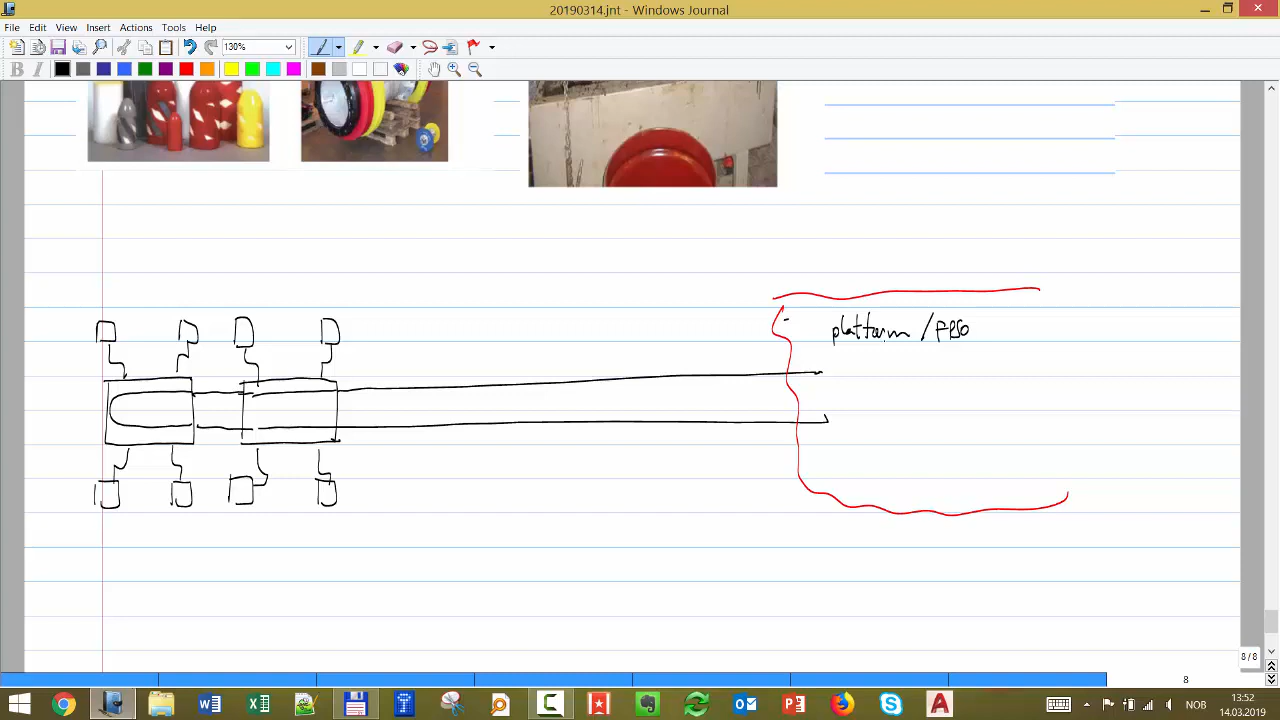 20190314.jnt - Windows Journal
File Edit View Insert Actions Tools Help
130%
B I
platform / FPSO
8 / 8
8
NOB
13:52
14.03.2019